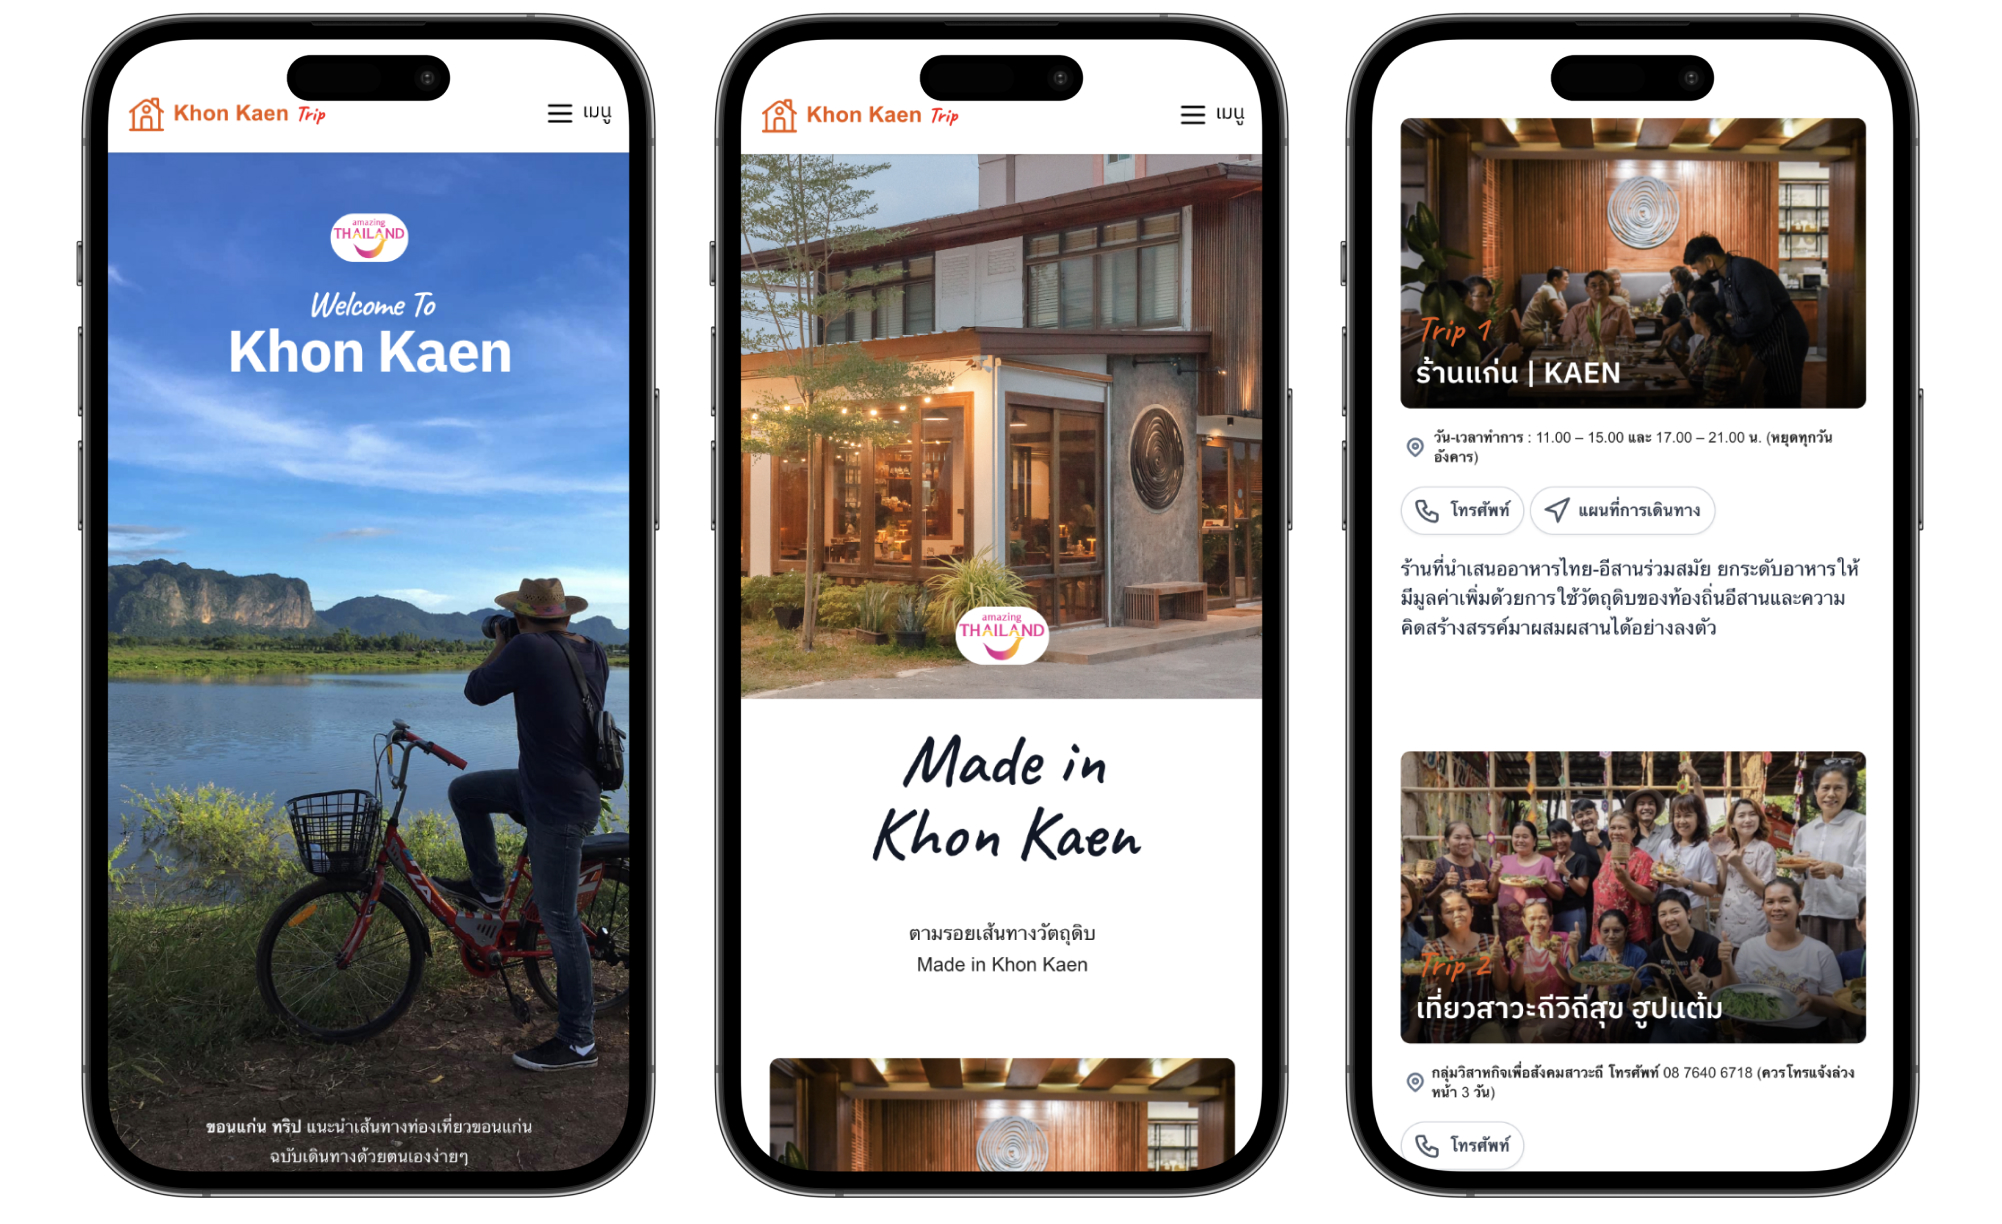 Khon Kaen Trip
เมนู
amazing
THAILAND
Welcome To
Khon Kaen
ขอนแก่น ทริป แนะนำเส้นทางท่องเที่ยวขอนแก่น
ฉบับเดินทางด้วยตนเองง่ายๆ
Khon Kaen Trip
เมนู
amazing
THAILAND
Made in
Khon Kaen
ตามรอยเส้นทางวัตถุดิบ
Made in Khon Kaen
Trip 1
ร้านแก่น | KAEN
วัน-เวลาทำการ : 11.00 – 15.00 และ 17.00 – 21.00 น. (หยุดทุกวัน
อังคาร)
โทรศัพท์
แผนที่การเดินทาง
ร้านที่นำเสนออาหารไทย-อีสานร่วมสมัย ยกระดับอาหารให้
มีมูลค่าเพิ่มด้วยการใช้วัตถุดิบของท้องถิ่นอีสานและความ
คิดสร้างสรรค์มาผสมผสานได้อย่างลงตัว
Trip 2
เที่ยวสาวะถีวิถีสุข ฮูปแต้ม
กลุ่มวิสาหกิจเพื่อสังคมสาวะถี โทรศัพท์ 08 7640 6718 (ควรโทรแจ้งล่วง
หน้า 3 วัน)
โทรศัพท์